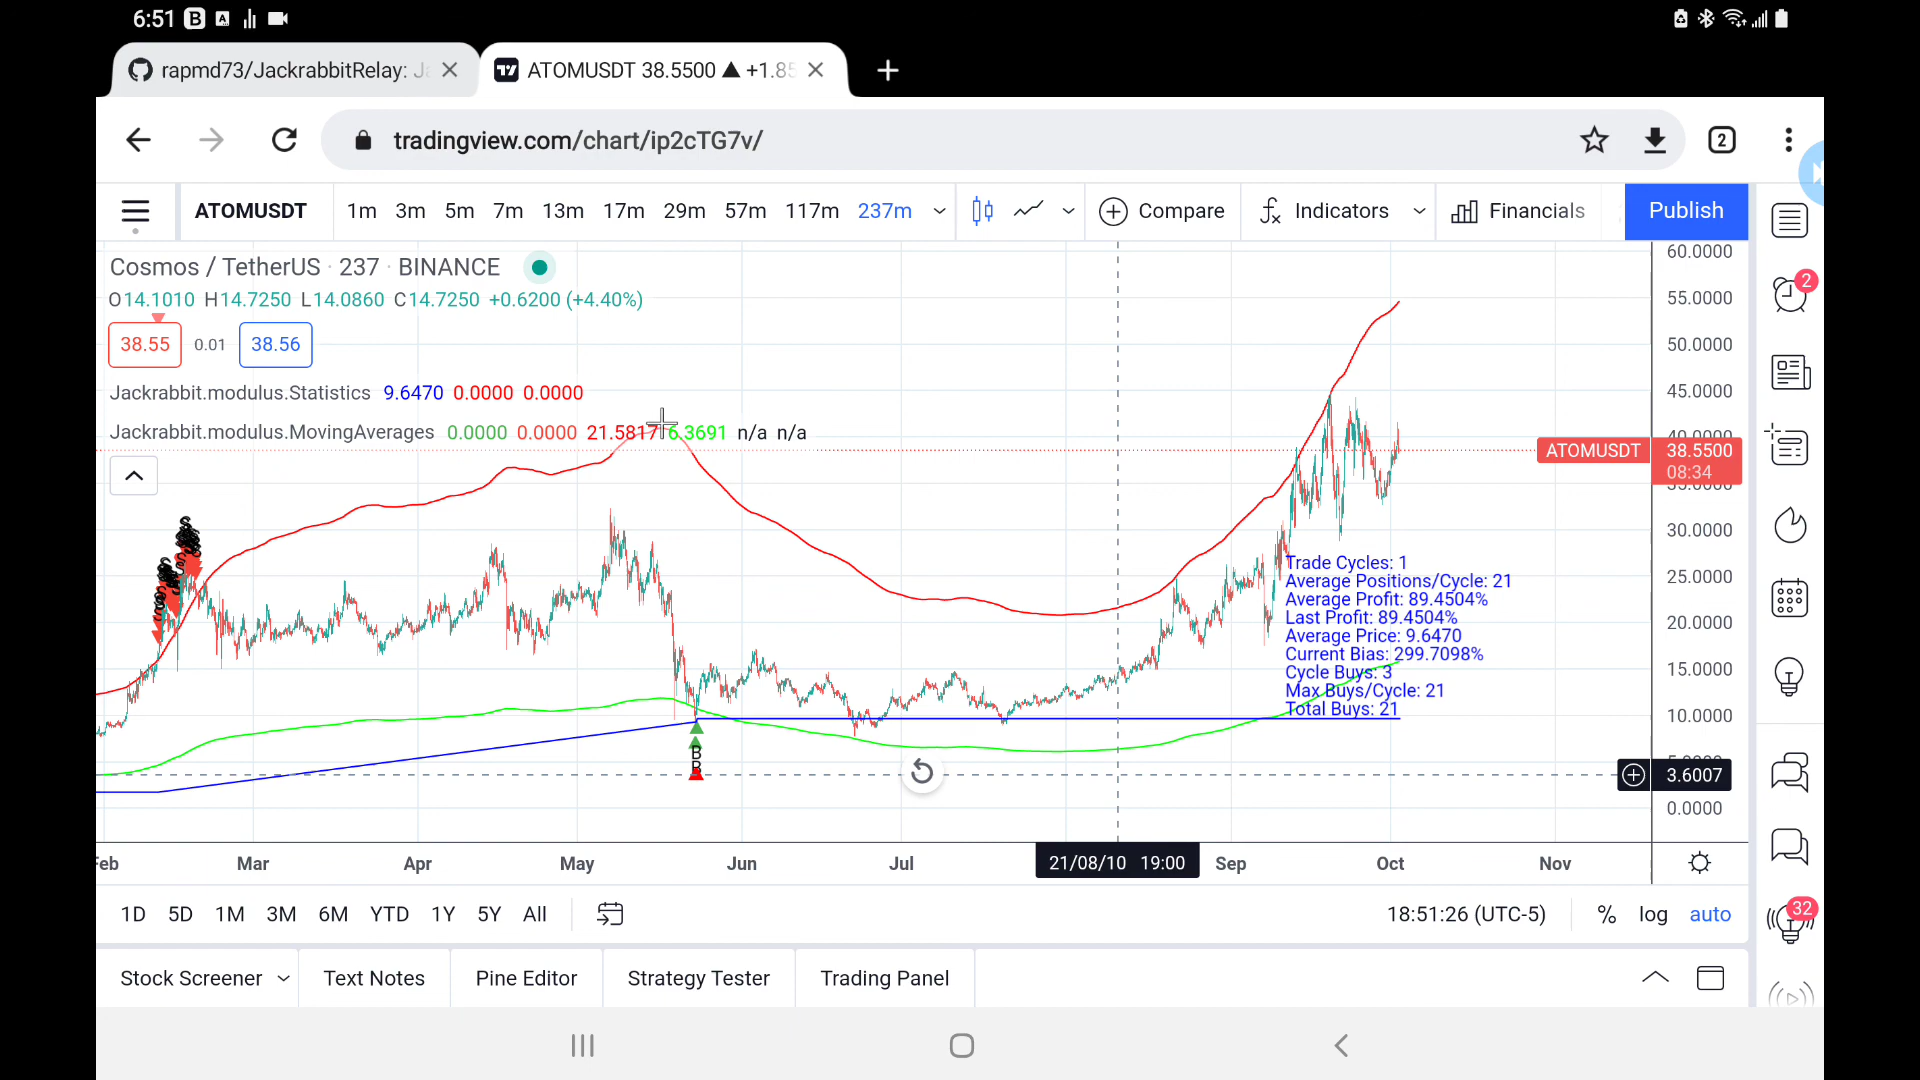 6:51
rapmd73/JackrabbitRelay: Ja
ATOMUSDT 38.5500 ▲ +1.85
tradingview.com/chart/ip2cTG7v/
2
ATOMUSDT 1m 3m 5m 7m 13m 17m 29m 57m 117m 237m Compare Indicators Financials Publish
Cosmos / TetherUS · 237 · BINANCE
O14.1010 H14.7250 L14.0860 C14.7250 +0.6200 (+4.40%)
38.55 0.01 38.56
Jackrabbit.modulus.Statistics 9.6470 0.0000 0.0000
Jackrabbit.modulus.MovingAverages 0.0000 0.0000 21.5817 6.3691 n/a n/a
60.0000
55.0000
50.0000
45.0000
40.0000
ATOMUSDT 38.5500
08:34
35.0000
30.0000
25.0000
20.0000
15.0000
10.0000
3.6007
0.0000
Trade Cycles: 1
Average Positions/Cycle: 21
Average Profit: 89.4504%
Last Profit: 89.4504%
Average Price: 9.6470
Current Bias: 299.7098%
Cycle Buys: 3
Max Buys/Cycle: 21
Total Buys: 21
B
B
2
32
Feb Mar Apr May Jun Jul 21/08/10 19:00 Sep Oct Nov
1D 5D 1M 3M 6M YTD 1Y 5Y All 18:51:26 (UTC-5) % log auto
Stock Screener Text Notes Pine Editor Strategy Tester Trading Panel